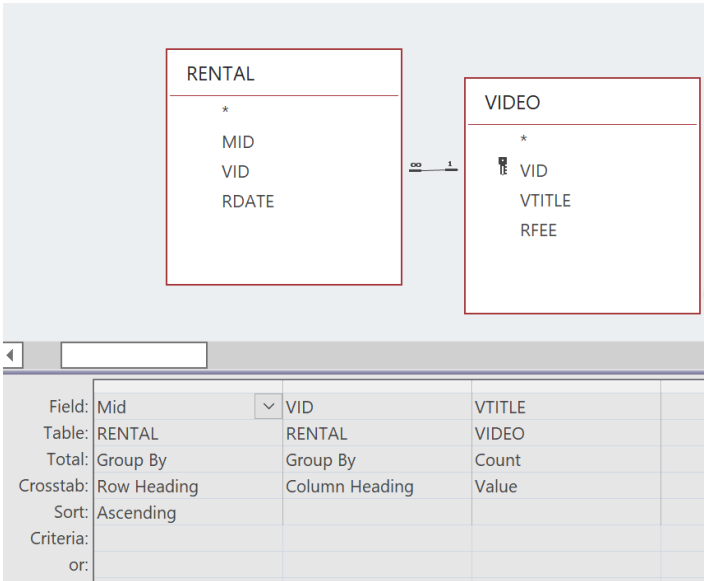 RENTAL
*
MID
VID
RDATE
∞ 1
VIDEO
*
VID
VTITLE
RFEE
Field: Mid VID VTITLE
Table: RENTAL RENTAL VIDEO
Total: Group By Group By Count
Crosstab: Row Heading Column Heading Value
Sort: Ascending
Criteria:
or: